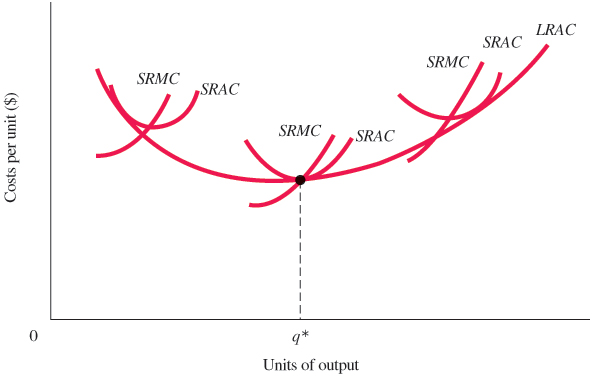 LRAC
SRAC
SRMC
SRMC
SRAC
SRMC
SRAC
Costs per unit ($)
0
q*
Units of output